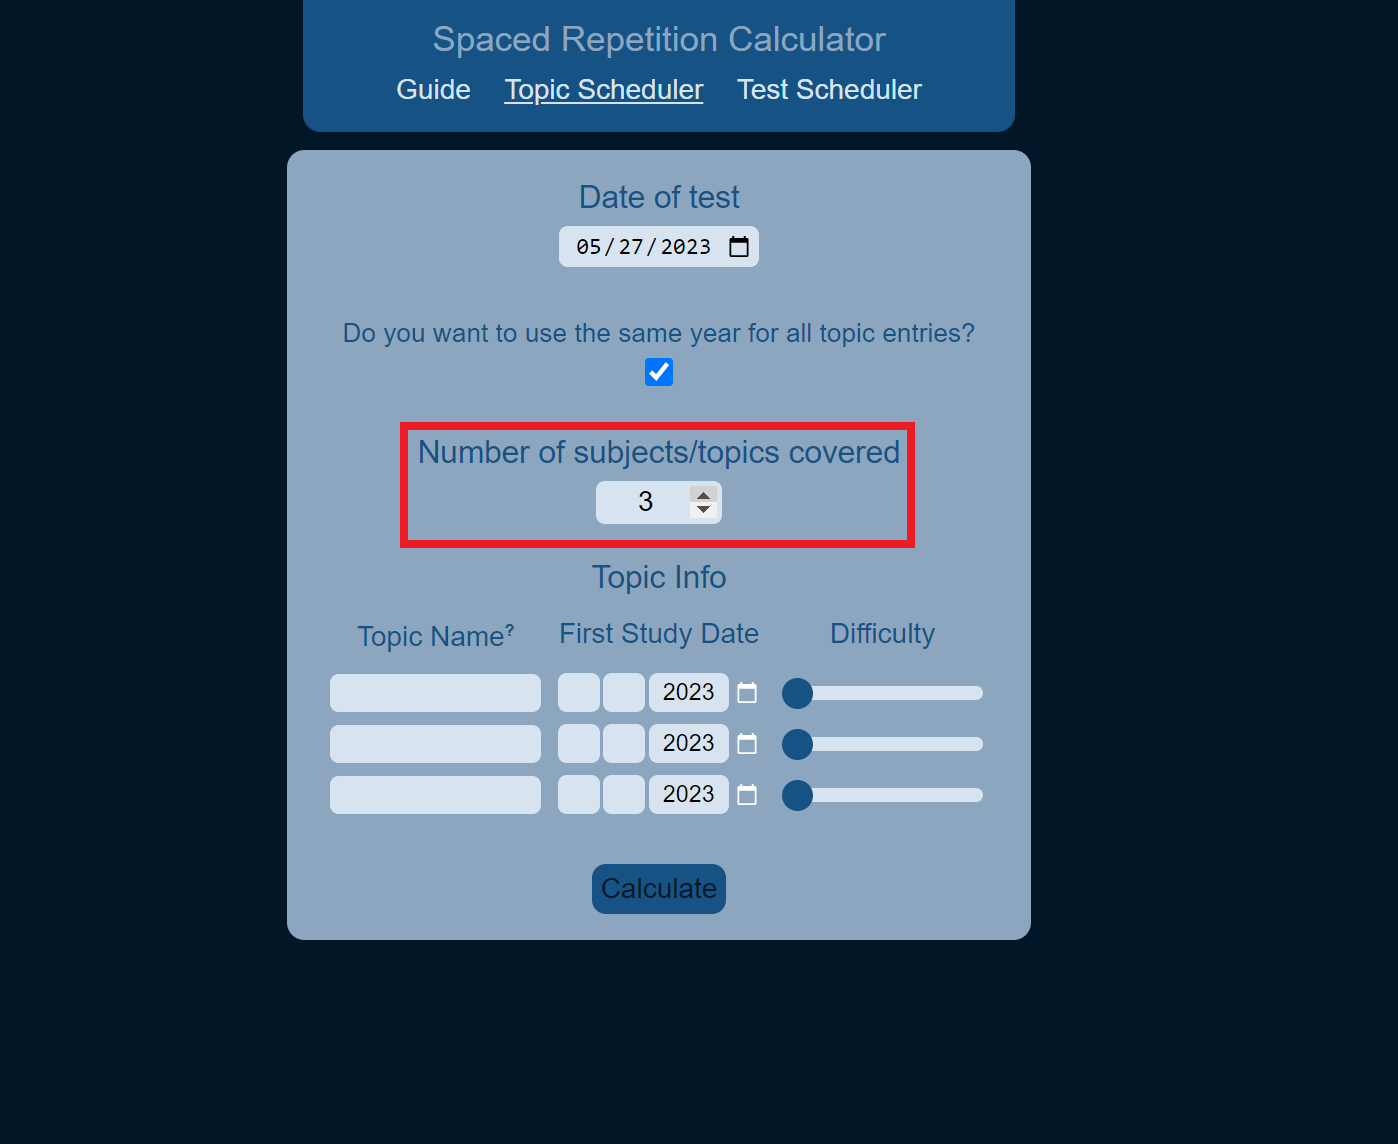 Spaced Repetition Calculator
Guide Topic Scheduler Test Scheduler
Date of test
05/27/2023
Do you want to use the same year for all topic entries?
Number of subjects/topics covered
3
Topic Info
Topic Name? First Study Date Difficulty
2023
2023
2023
Calculate